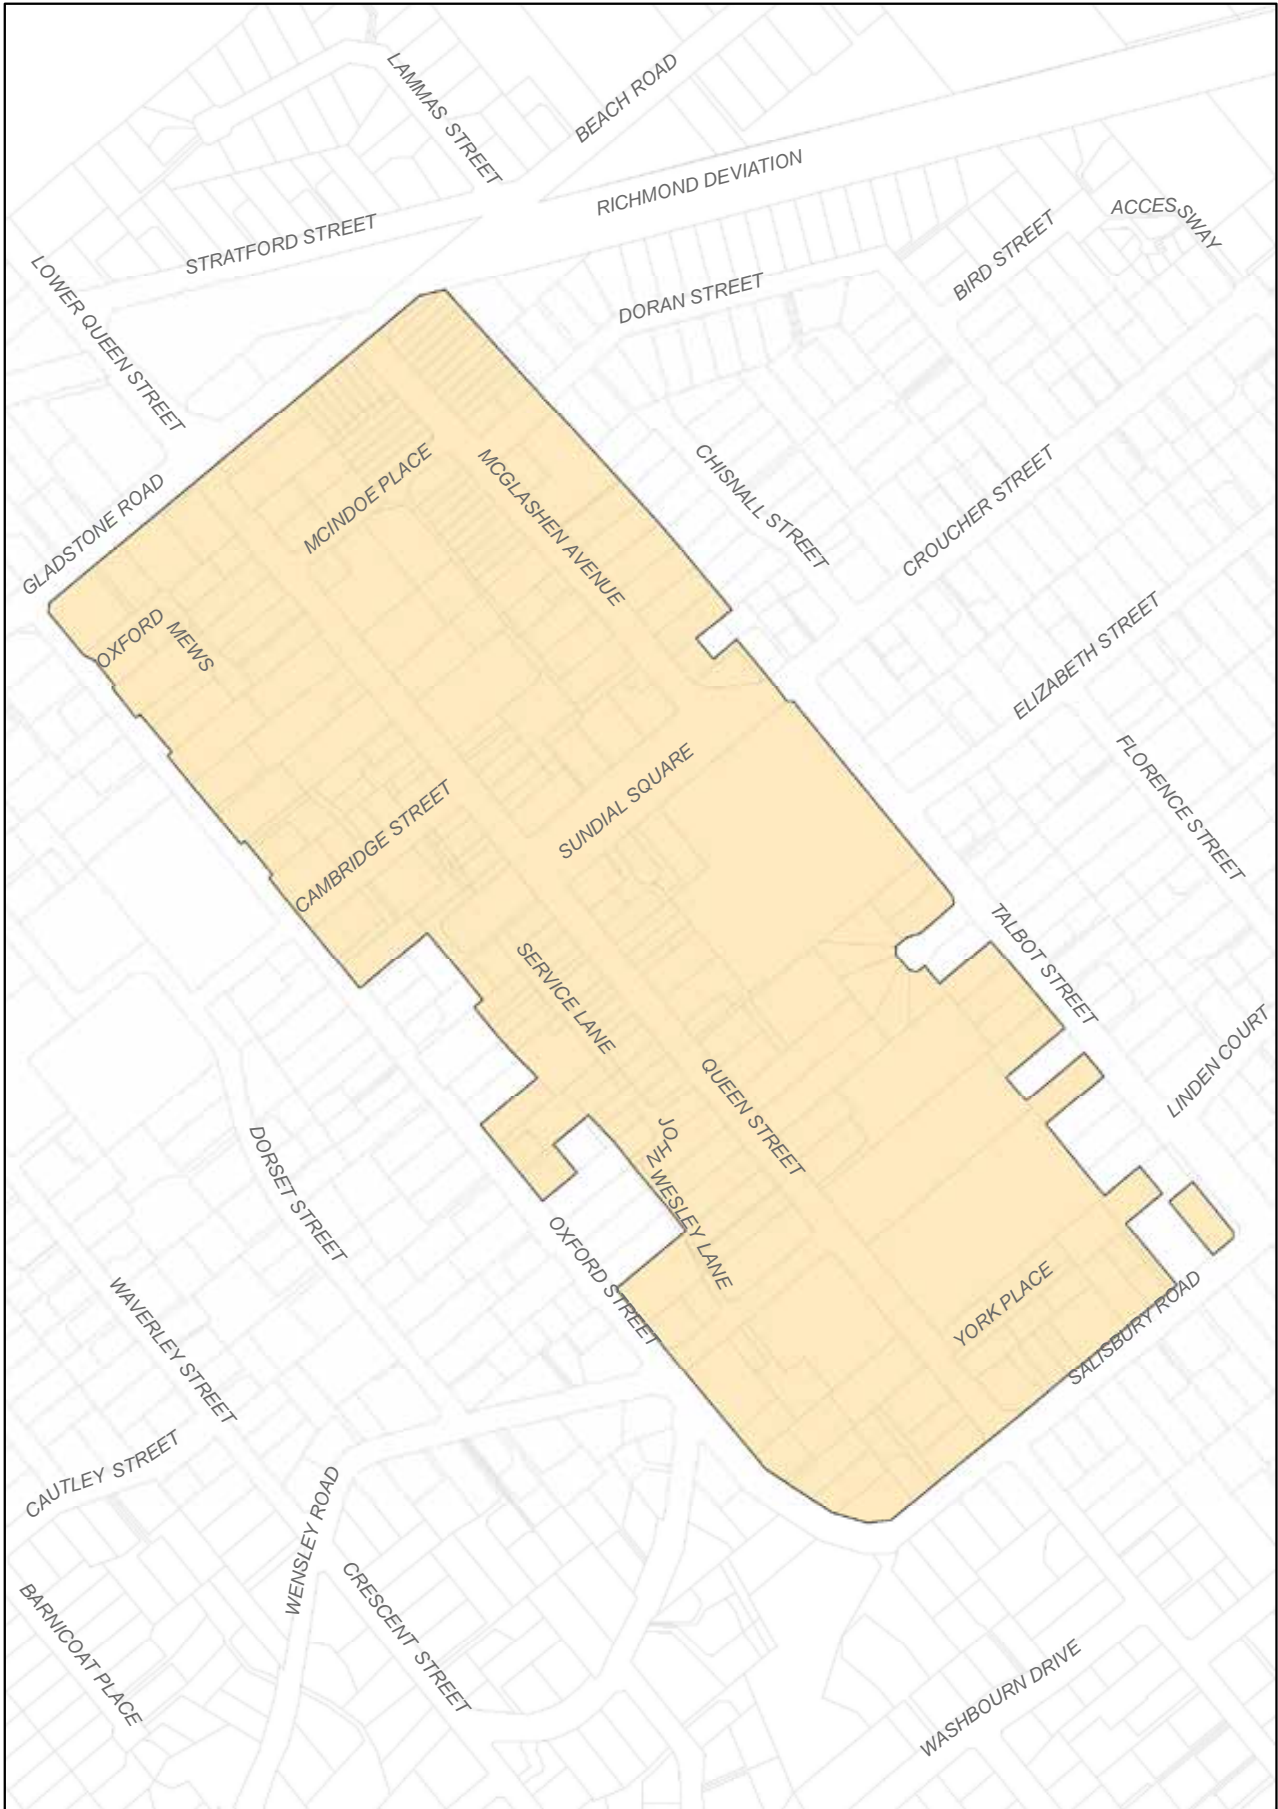 LAMMAS STREET
BEACH ROAD
RICHMOND DEVIATION
STRATFORD STREET
ACCESSWAY
BIRD STREET
LOWER QUEEN STREET
DORAN STREET
MCINDOE PLACE
MCGLASHEN AVENUE
CHISNALL STREET
CROUCHER STREET
GLADSTONE ROAD
OXFORD MEWS
ELIZABETH STREET
SUNDIAL SQUARE
FLORENCE STREET
CAMBRIDGE STREET
TALBOT STREET
SERVICE LANE
LINDEN COURT
QUEEN STREET
DORSET STREET
JOHN WESLEY LANE
OXFORD STREET
YORK PLACE
SALISBURY ROAD
WAVERLEY STREET
CAUTLEY STREET
WENSLEY ROAD
CRESCENT STREET
BARNICOAT PLACE
WASHBOURN DRIVE